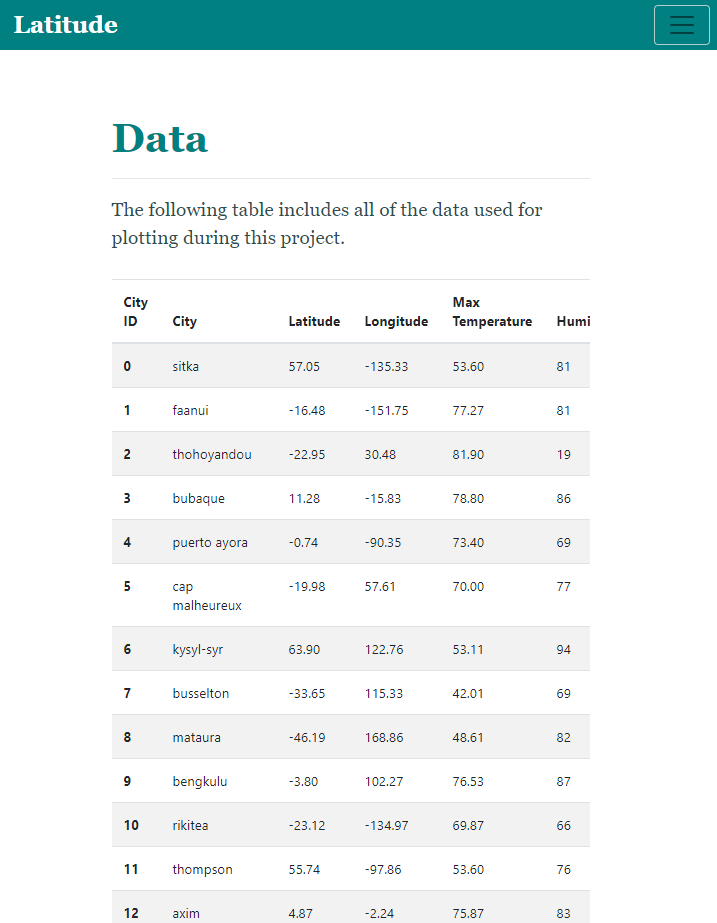 Latitude
Data
The following table includes all of the data used for
plotting during this project.
City ID City Latitude Longitude Max Temperature Humi
0 sitka 57.05 -135.33 53.60 81
1 faanui -16.48 -151.75 77.27 81
2 thohoyandou -22.95 30.48 81.90 19
3 bubaque 11.28 -15.83 78.80 86
4 puerto ayora -0.74 -90.35 73.40 69
5 cap malheureux -19.98 57.61 70.00 77
6 kysyl-syr 63.90 122.76 53.11 94
7 busselton -33.65 115.33 42.01 69
8 mataura -46.19 168.86 48.61 82
9 bengkulu -3.80 102.27 76.53 87
10 rikitea -23.12 -134.97 69.87 66
11 thompson 55.74 -97.86 53.60 76
12 axim 4.87 -2.24 75.87 83